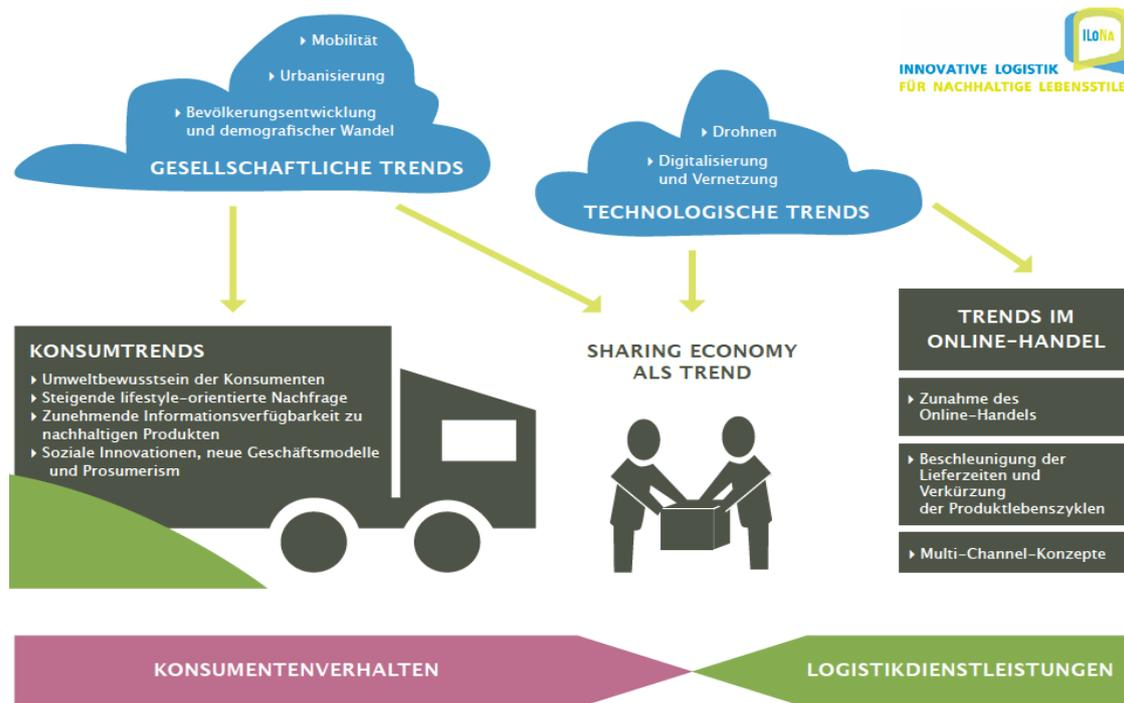 ILoNa
INNOVATIVE LOGISTIK
FÜR NACHHALTIGE LEBENSSTILE
Mobilität
Urbanisierung
Bevölkerungsentwicklung
und demografischer Wandel
GESELLSCHAFTLICHE TRENDS
Drohnen
Digitalisierung
und Vernetzung
TECHNOLOGISCHE TRENDS
KONSUMTRENDS
Umweltbewusstsein der Konsumenten
Steigende lifestyle-orientierte Nachfrage
Zunehmende Informationsverfügbarkeit zu
nachhaltigen Produkten
Soziale Innovationen, neue Geschäftsmodelle
und Prosumerism
SHARING ECONOMY
ALS TREND
TRENDS IM
ONLINE-HANDEL
Zunahme des
Online-Handels
Beschleunigung der
Lieferzeiten und
Verkürzung
der Produktlebenszyklen
Multi-Channel-Konzepte
KONSUMENTENVERHALTEN
LOGISTIKDIENSTLEISTUNGEN